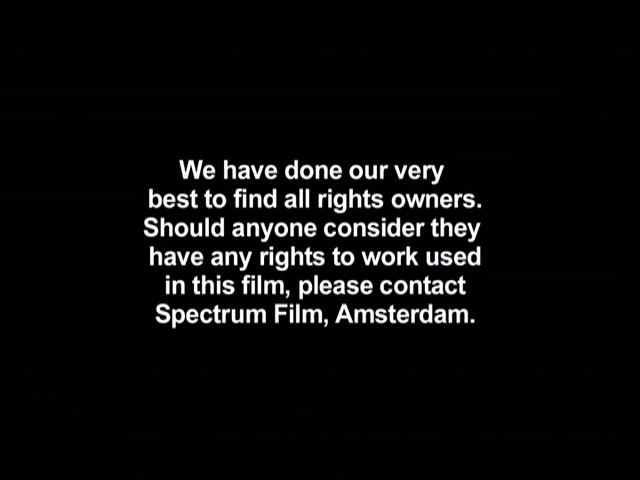 We have done our very
best to find all rights owners.
Should anyone consider they
have any rights to work used
in this film, please contact
Spectrum Film, Amsterdam.